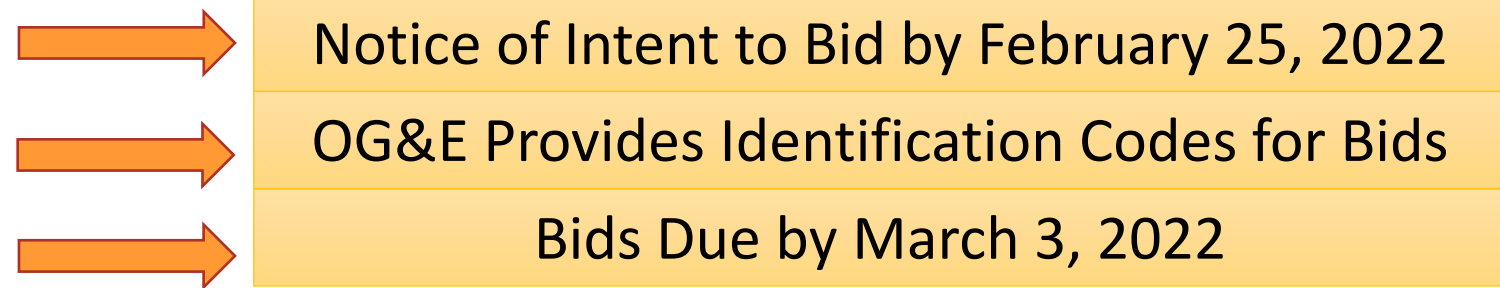 Notice of Intent to Bid by February 25, 2022
OG&E Provides Identification Codes for Bids
Bids Due by March 3, 2022